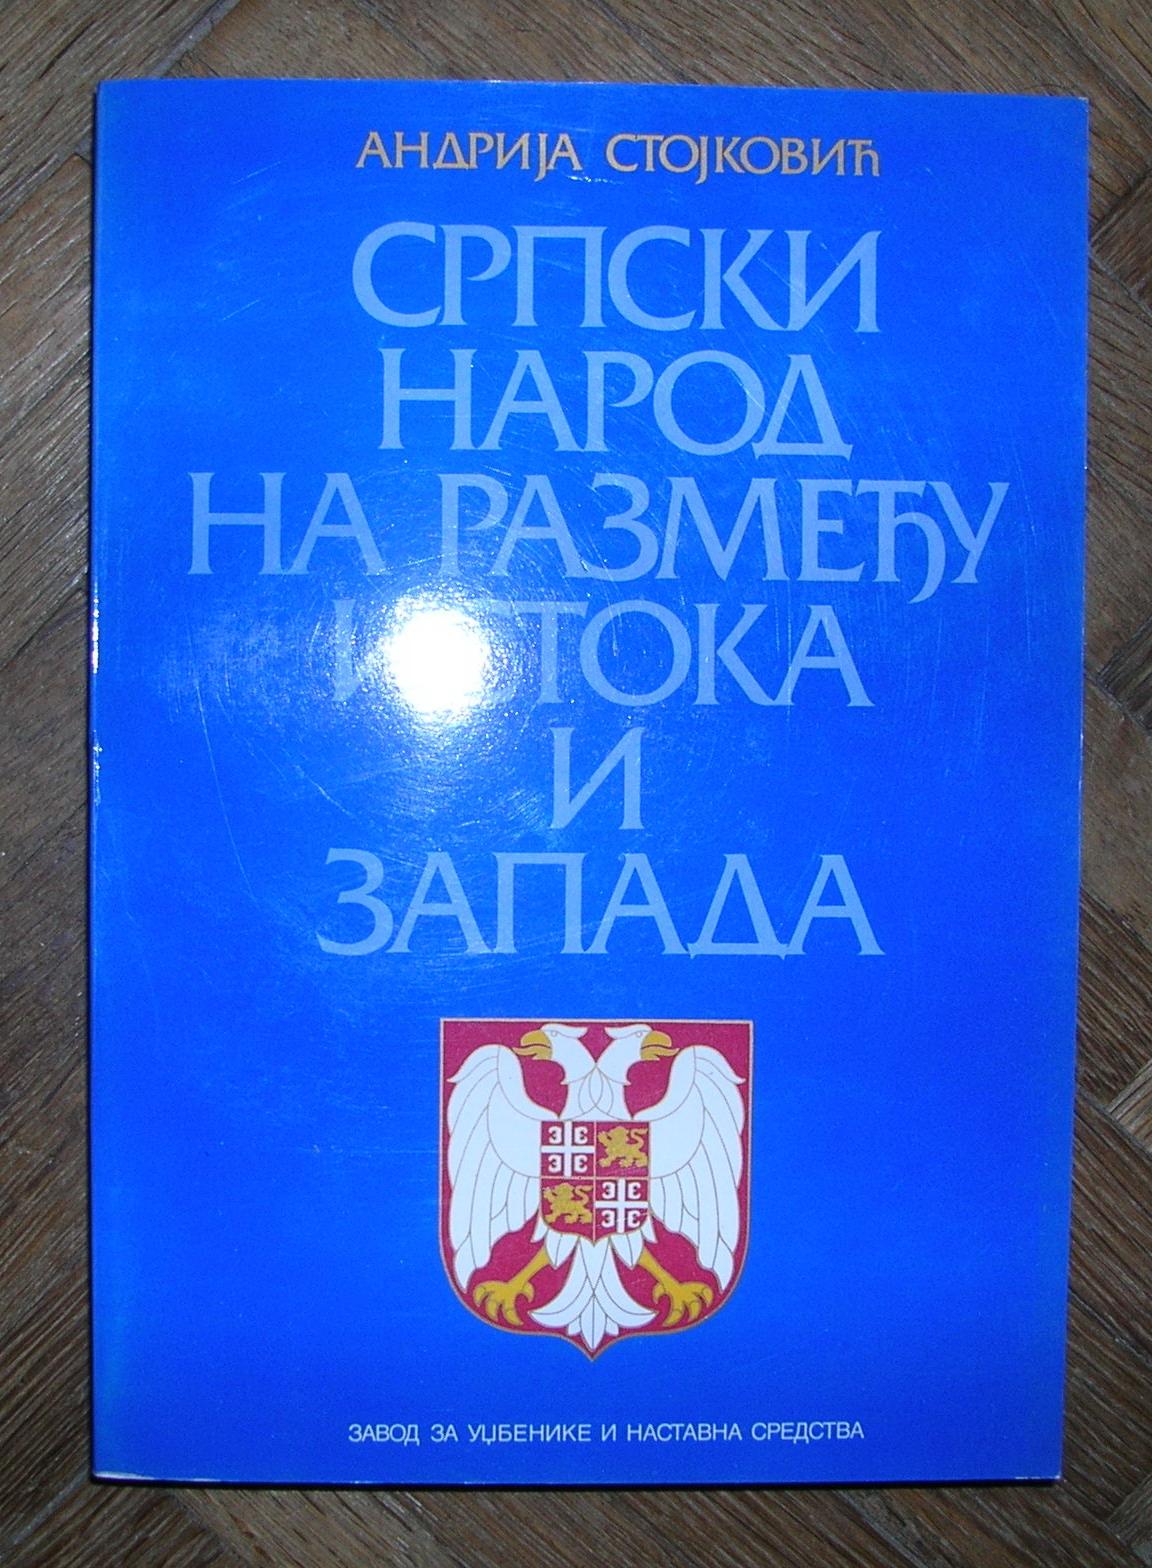 АНДРИЈА СТОЈКОВИЋ
СРПСКИ
НАРОД
НА РАЗМЕЂУ
ИСТОКА
И
ЗАПАДА
ЗАВОД ЗА УЏБЕНИКЕ И НАСТАВНА СРЕДСТВА